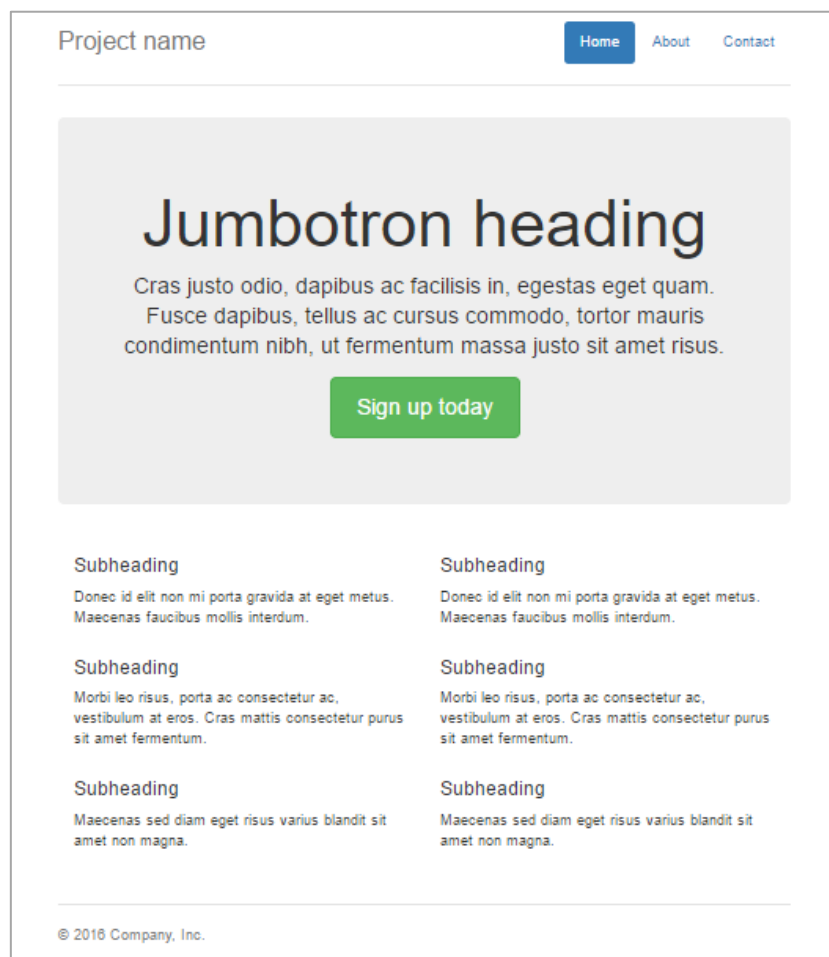 Project name
Home About Contact
Jumbotron heading
Cras justo odio, dapibus ac facilisis in, egestas eget quam.
Fusce dapibus, tellus ac cursus commodo, tortor mauris
condimentum nibh, ut fermentum massa justo sit amet risus.
Sign up today
Subheading
Donec id elit non mi porta gravida at eget metus.
Maecenas faucibus mollis interdum.
Subheading
Morbi leo risus, porta ac consectetur ac,
vestibulum at eros. Cras mattis consectetur purus
sit amet fermentum.
Subheading
Maecenas sed diam eget risus varius blandit sit
amet non magna.
Subheading
Donec id elit non mi porta gravida at eget metus.
Maecenas faucibus mollis interdum.
Subheading
Morbi leo risus, porta ac consectetur ac,
vestibulum at eros. Cras mattis consectetur purus
sit amet fermentum.
Subheading
Maecenas sed diam eget risus varius blandit sit
amet non magna.
© 2016 Company, Inc.